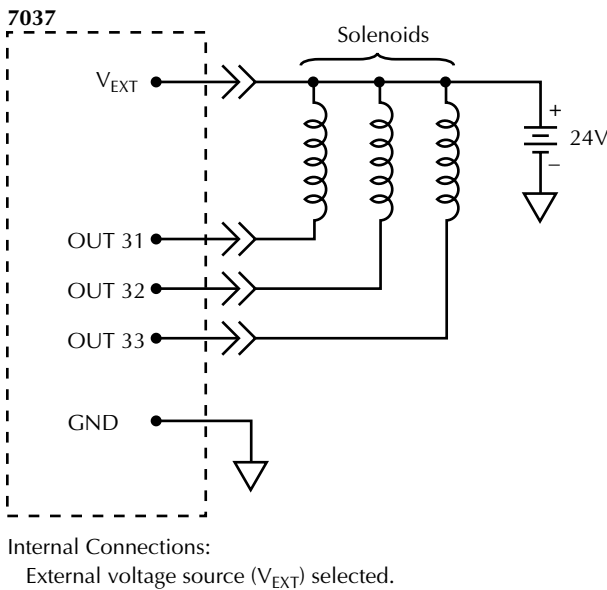 7037
Solenoids
VEXT
+
24V
–
OUT 31
OUT 32
OUT 33
GND
Internal Connections:
External voltage source (VEXT) selected.